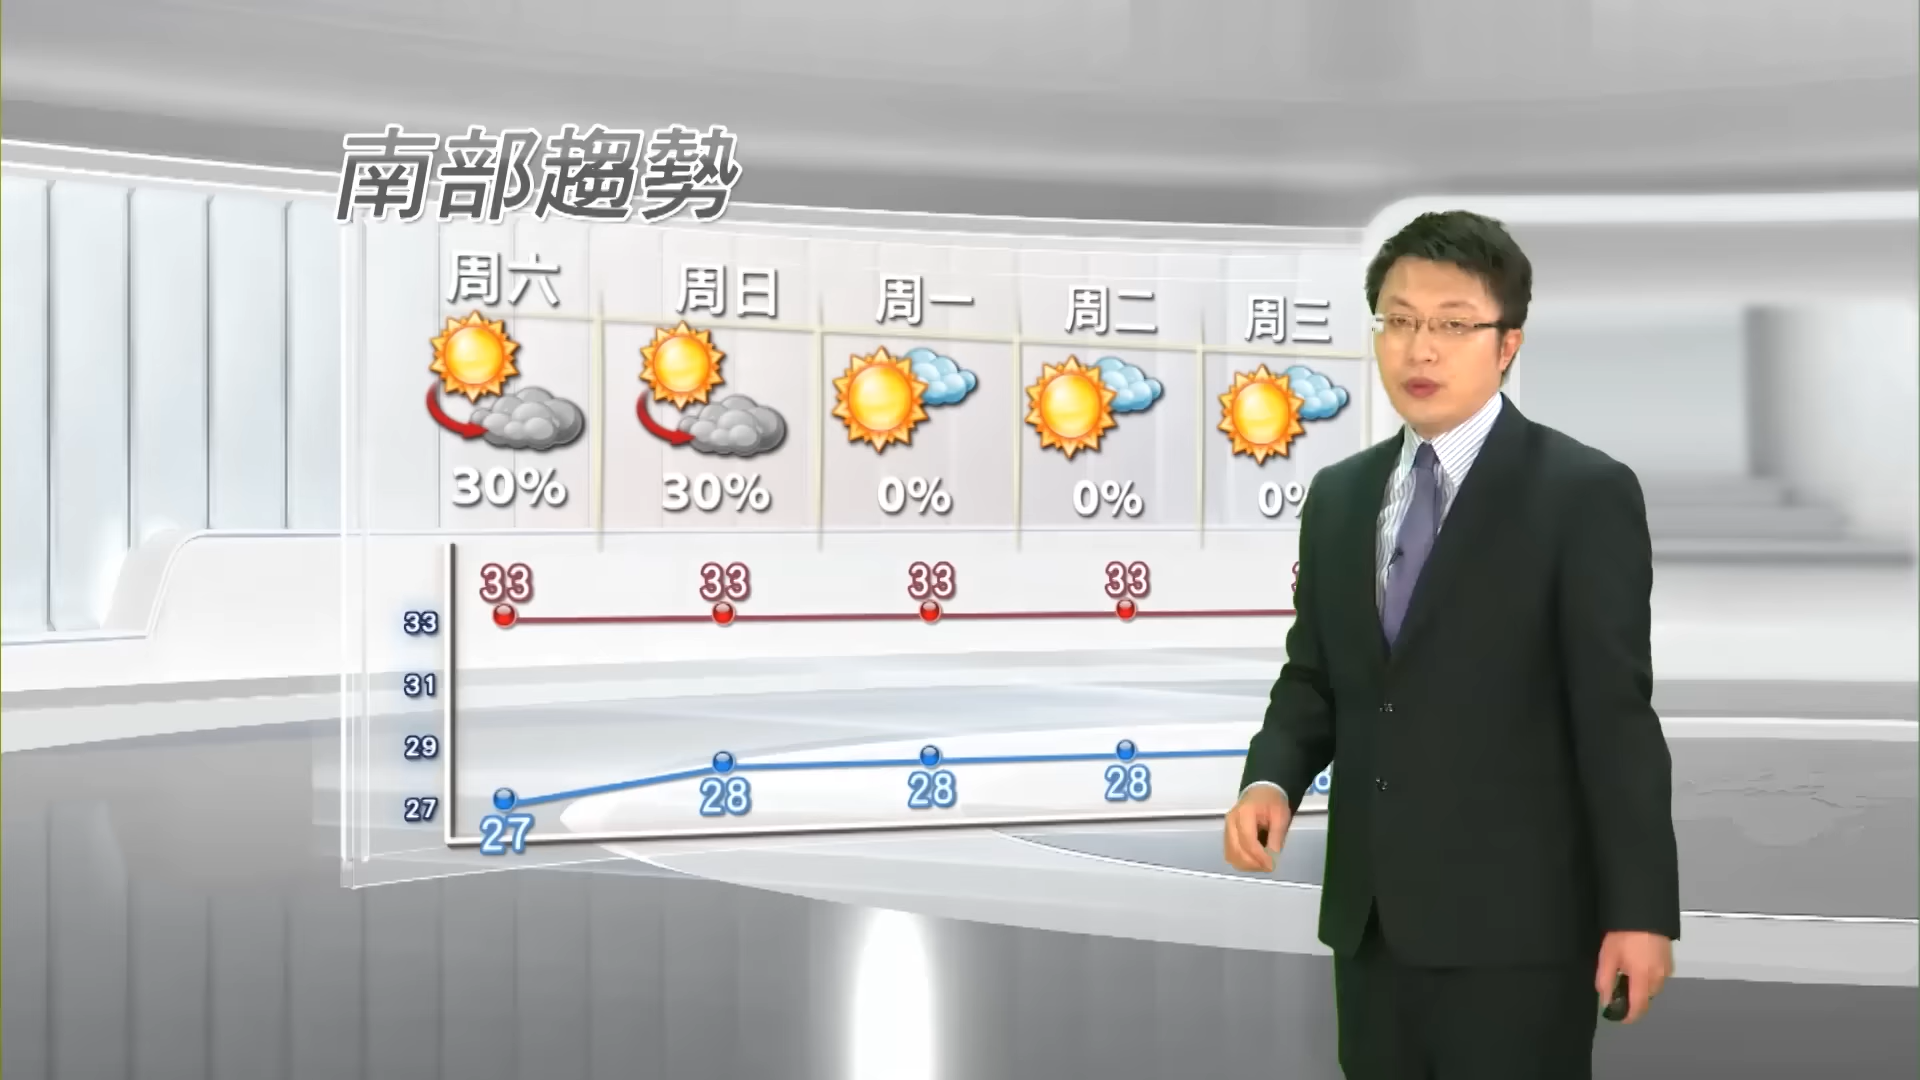 南部趨勢
周六 周日 周一 周二 周三
30% 30% 0% 0% 0%
33 33 33 33
33
31
29
27
27 28 28 28